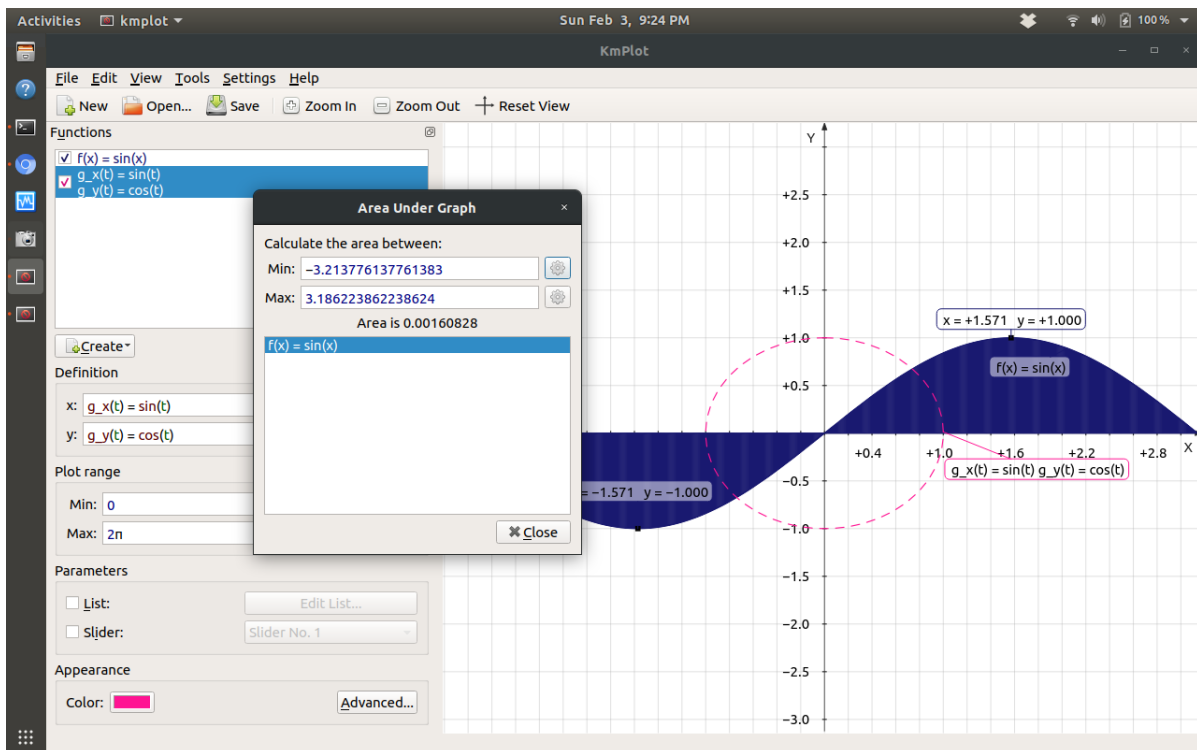 Activities kmplot Sun Feb 3, 9:24 PM 100 %
KmPlot
File Edit View Tools Settings Help
New Open... Save Zoom In Zoom Out Reset View
Functions
f(x) = sin(x)
g_x(t) = sin(t)
g_y(t) = cos(t)
Create
Definition
x: g_x(t) = sin(t)
y: g_y(t) = cos(t)
Plot range
Min: 0
Max: 2π
Parameters
List: Edit List...
Slider: Slider No. 1
Appearance
Color: Advanced...
Area Under Graph
Calculate the area between:
Min: −3.213776137761383
Max: 3.186223862238624
Area is 0.00160828
f(x) = sin(x)
Close
Y
+2.5
+2.0
+1.5
x = +1.571 y = +1.000
+1.0
f(x) = sin(x)
+0.5
+0.4 +1.0 +1.6 +2.2 +2.8 X
g_x(t) = sin(t) g_y(t) = cos(t)
−0.5
= −1.571 y = −1.000
−1.0
−1.5
−2.0
−2.5
−3.0